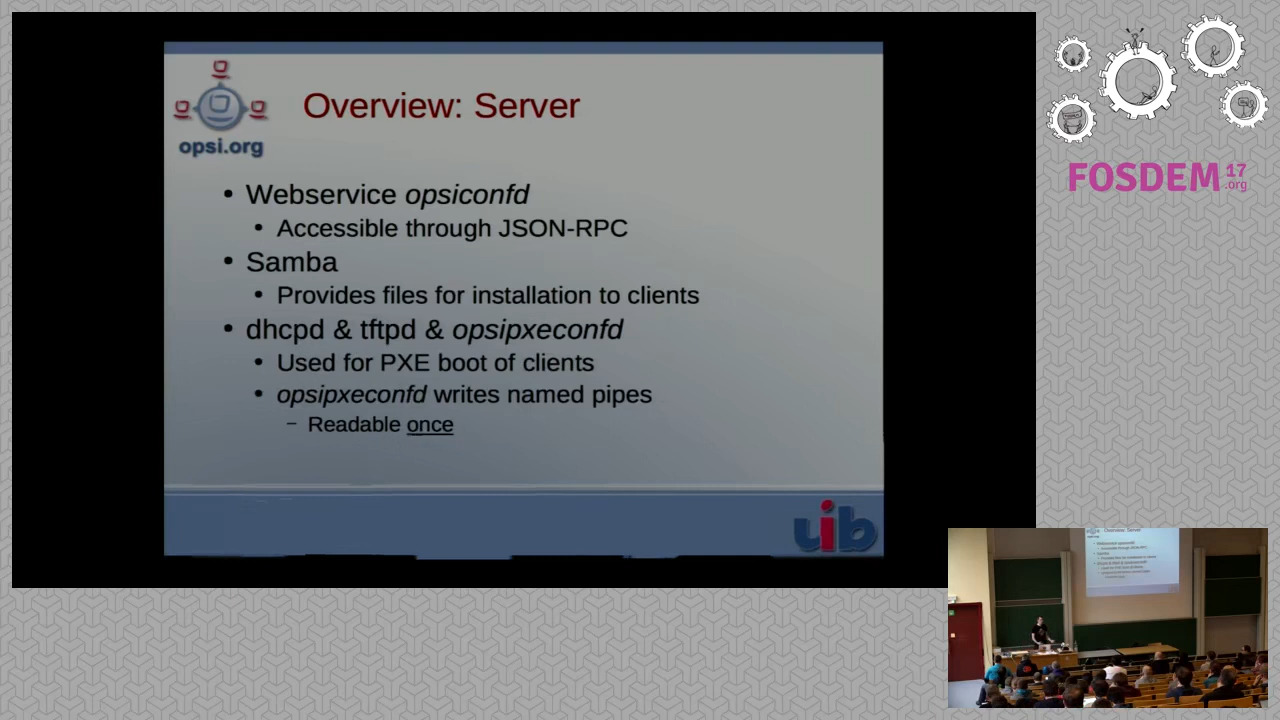 Overview: Server
opsi.org
• Webservice opsiconfd
• Accessible through JSON-RPC
• Samba
• Provides files for installation to clients
• dhcpd & tftpd & opsipxeconfd
• Used for PXE boot of clients
• opsipxeconfd writes named pipes
– Readable once
uib
FOSDEM 17
.org